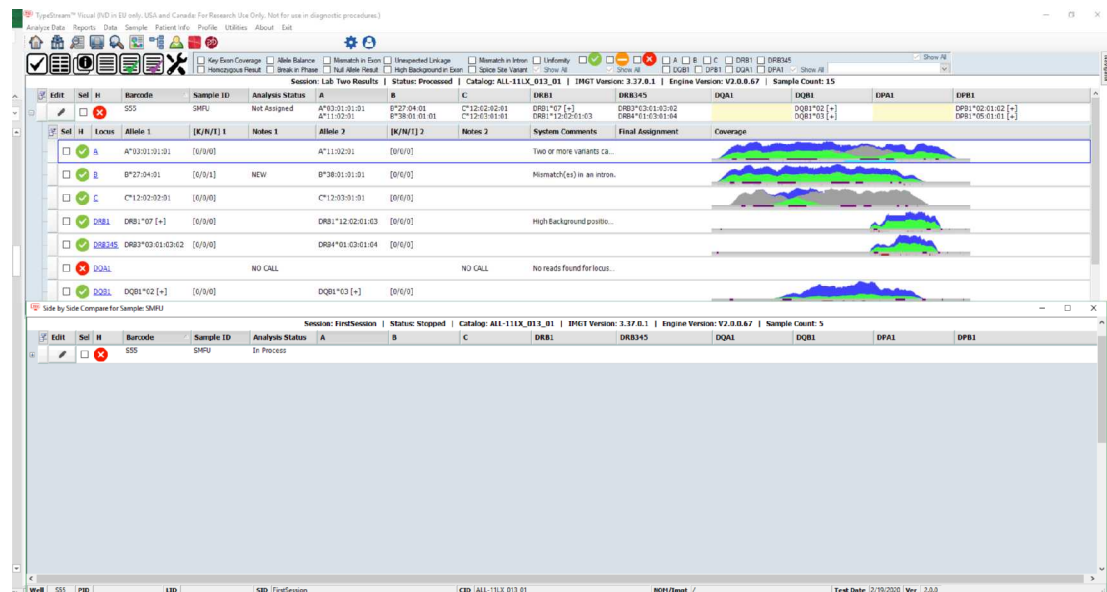 TypeStream™ Visual (IVD in EU only; USA and Canada: For Research Use Only; Not for use in diagnostic procedures.)
Analyze Data Reports Data Sample Patient Info Profile Utilities About Exit
Key Exon Coverage Allele Balance Mismatch in Exon Unexpected Linkage Mismatch in Intron Uniformity A B C DRB1 DRB345 Show All
Homozygous Result Break in Phase Null Allele Result High Background in Exon Splice Site Variant Show All Show All DQB1 DPB1 DQA1 DPA1 Show All
Session: Lab Two Results | Status: Processed | Catalog: ALL-11LX_013_01 | IMGT Version: 3.37.0.1 | Engine Version: V2.0.0.67 | Sample Count: 15
Edit Sel H Barcode Sample ID Analysis Status A B C DRB1 DRB345 DQA1 DQB1 DPA1 DPB1
S55 SMFU Not Assigned A*03:01:01:01 B*27:04:01 C*12:02:02:01 DRB1*07 [+] DRB3*03:01:03:02 DQB1*02 [+] DPB1*02:01:02 [+]
A*11:02:01 B*38:01:01:01 C*12:03:01:01 DRB1*12:02:01:03 DRB4*01:03:01:04 DQB1*03 [+] DPB1*05:01:01 [+]
Sel H Locus Allele 1 [K/N/I] 1 Notes 1 Allele 2 [K/N/I] 2 Notes 2 System Comments Final Assignment Coverage
A A*03:01:01:01 [0/0/0] A*11:02:01 [0/0/0] Two or more variants ca...
B B*27:04:01 [0/0/1] NEW B*38:01:01:01 [0/0/0] Mismatch(es) in an intron.
C C*12:02:02:01 [0/0/0] C*12:03:01:01 [0/0/0]
DRB1 DRB1*07 [+] [0/0/0] DRB1*12:02:01:03 [0/0/0] High Background positio...
DRB345 DRB3*03:01:03:02 [0/0/0] DRB4*01:03:01:04 [0/0/0]
DQA1 NO CALL NO CALL No reads found for locus...
DQB1 DQB1*02 [+] [0/0/0] DQB1*03 [+] [0/0/0]
Side by Side Compare for Sample: SMFU
Session: FirstSession | Status: Stopped | Catalog: ALL-11LX_013_01 | IMGT Version: 3.37.0.1 | Engine Version: V2.0.0.67 | Sample Count: 5
Edit Sel H Barcode Sample ID Analysis Status A B C DRB1 DRB345 DQA1 DQB1 DPA1 DPB1
S55 SMFU In Process
Well S55 PID LID SID FirstSession CID ALL-11LX_013_01 NOM/Imgt / Test Date 2/19/2020 Ver 2.0.0